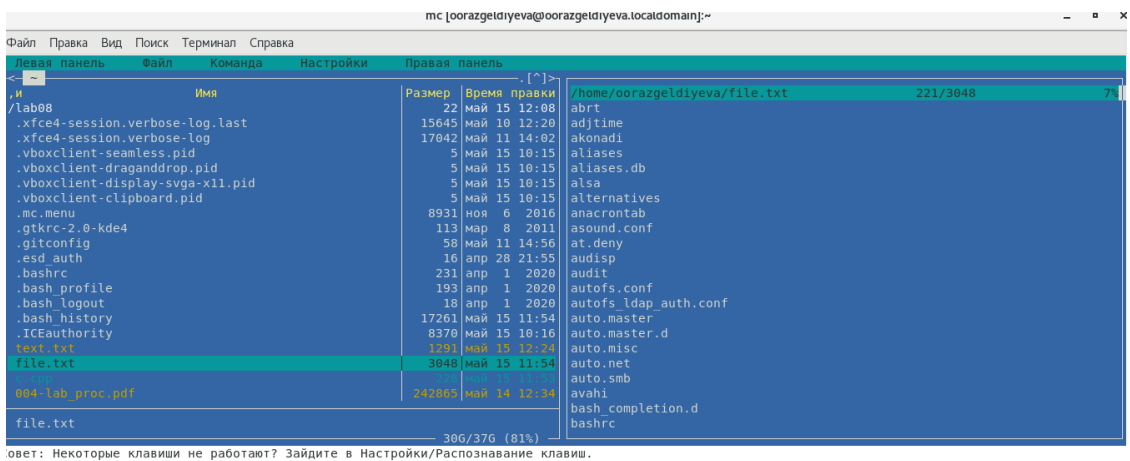 mc [oorazgeldiyeva@oorazgeldiyeva.localdomain]:~
Файл Правка Вид Поиск Терминал Справка
Левая панель Файл Команда Настройки Правая панель
<— ~ .[^]>
,и Имя Размер Время правки
/lab08 22 май 15 12:08
.xfce4-session.verbose-log.last 15645 май 10 12:20
.xfce4-session.verbose-log 17042 май 11 14:02
.vboxclient-seamless.pid 5 май 15 10:15
.vboxclient-draganddrop.pid 5 май 15 10:15
.vboxclient-display-svga-x11.pid 5 май 15 10:15
.vboxclient-clipboard.pid 5 май 15 10:15
.mc.menu 8931 ноя 6 2016
.gtkrc-2.0-kde4 113 мар 8 2011
.gitconfig 58 май 11 14:56
.esd_auth 16 апр 28 21:55
.bashrc 231 апр 1 2020
.bash_profile 193 апр 1 2020
.bash_logout 18 апр 1 2020
.bash_history 17261 май 15 11:54
.ICEauthority 8370 май 15 10:16
text.txt 1291 май 15 12:24
file.txt 3048 май 15 11:54
c.cpp май 15
004-lab_proc.pdf 242865 май 14 12:34
file.txt
30G/37G (81%)
/home/oorazgeldiyeva/file.txt 221/3048 7%
abrt
adjtime
akonadi
aliases
aliases.db
alsa
alternatives
anacrontab
asound.conf
at.deny
audisp
audit
autofs.conf
autofs_ldap_auth.conf
auto.master
auto.master.d
auto.misc
auto.net
auto.smb
avahi
bash_completion.d
bashrc
овет: Некоторые клавиши не работают? Зайдите в Настройки/Распознавание клавиш.